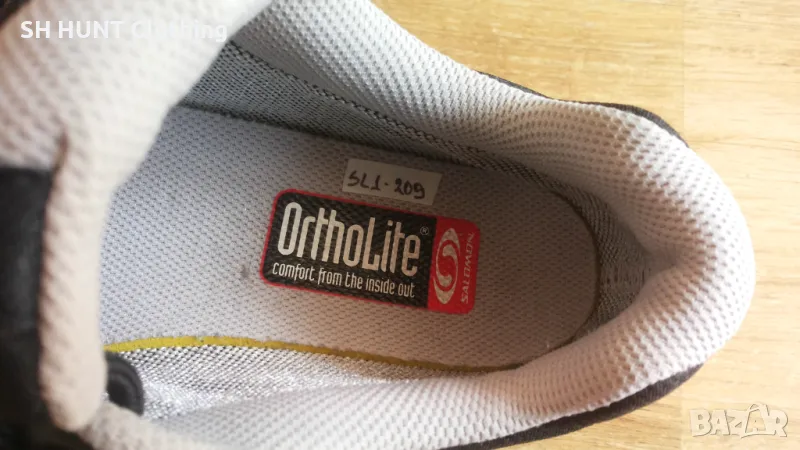 SH HUNT Clothing
SL1-209
OrthoLite®
comfort from the inside out
SALOMON
BAZAR